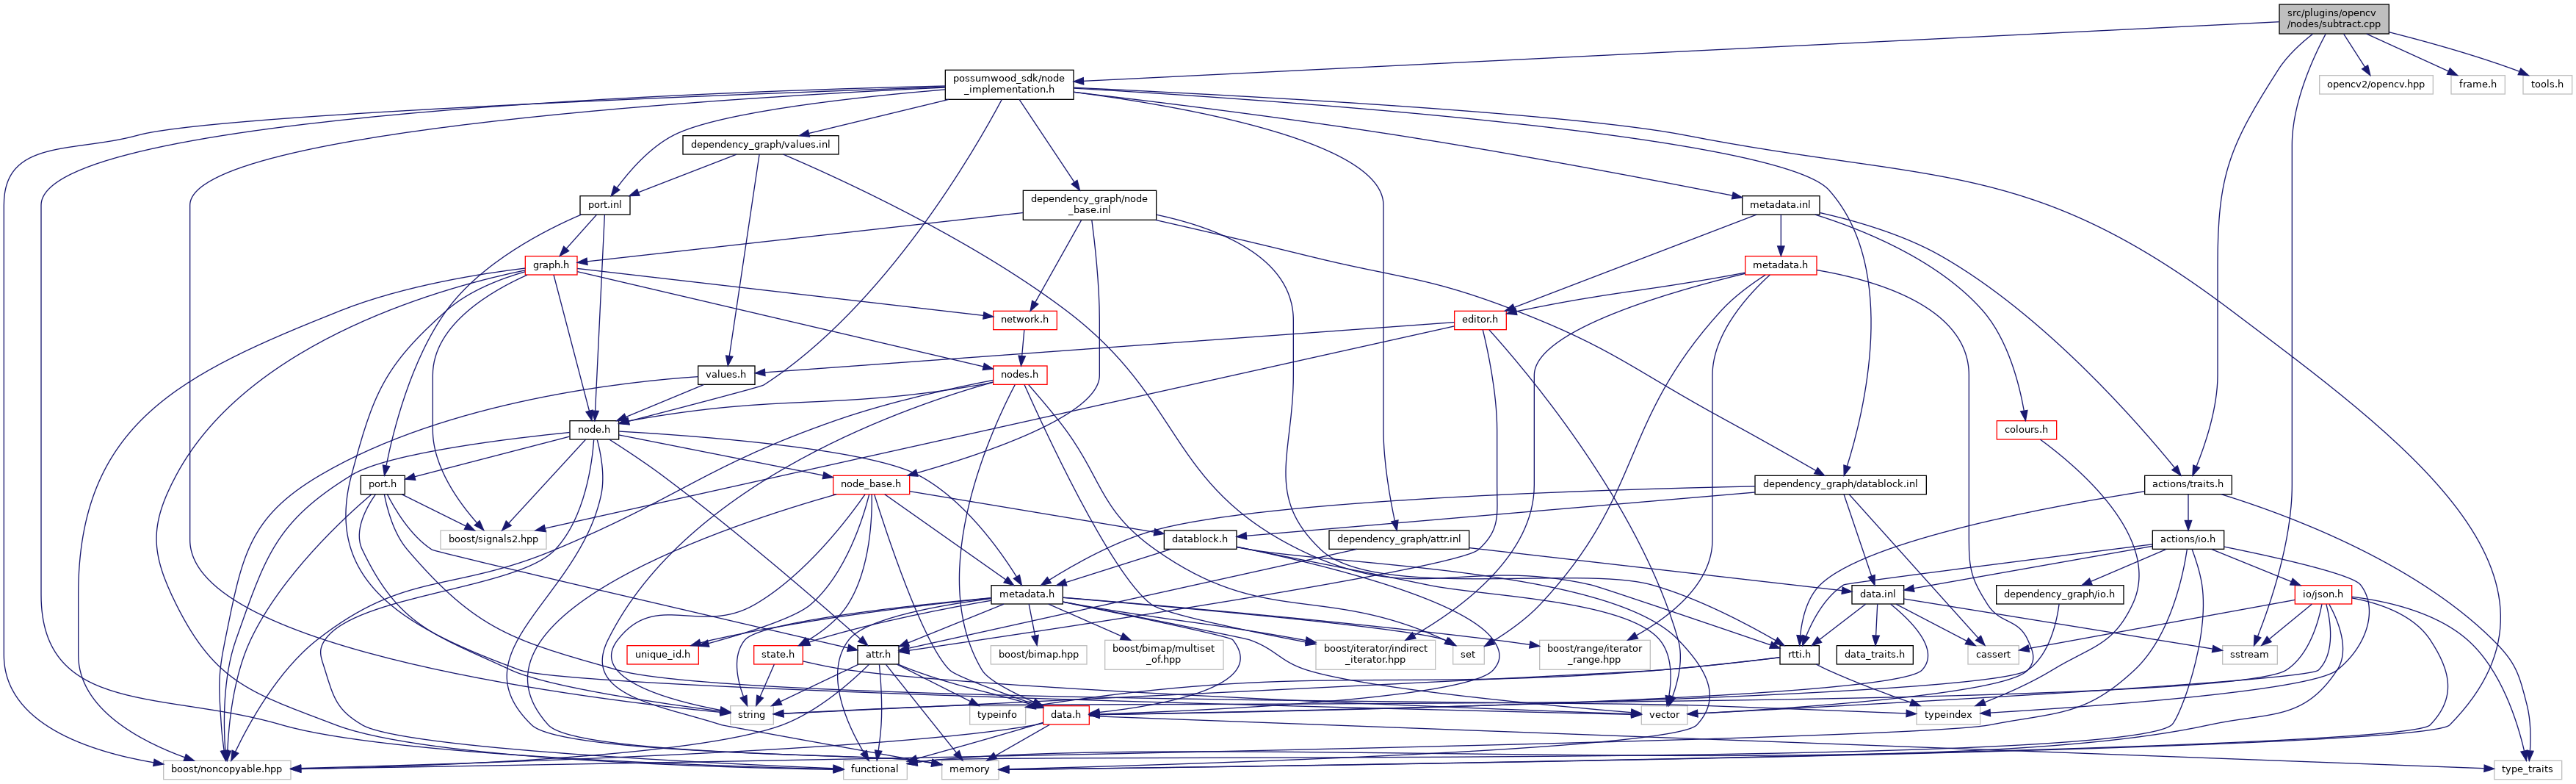 src/plugins/opencv
/nodes/subtract.cpp
possumwood_sdk/node
_implementation.h
opencv2/opencv.hpp
frame.h
tools.h
dependency_graph/values.inl
port.inl
dependency_graph/node
_base.inl
metadata.inl
graph.h
metadata.h
network.h
editor.h
values.h
nodes.h
node.h
colours.h
port.h
node_base.h
dependency_graph/datablock.inl
actions/traits.h
boost/signals2.hpp
datablock.h
dependency_graph/attr.inl
actions/io.h
metadata.h
data.inl
dependency_graph/io.h
io/json.h
unique_id.h
state.h
attr.h
boost/bimap.hpp
boost/bimap/multiset
_of.hpp
boost/iterator/indirect
_iterator.hpp
set
boost/range/iterator
_range.hpp
rtti.h
data_traits.h
cassert
sstream
string
typeinfo
data.h
vector
typeindex
boost/noncopyable.hpp
functional
memory
type_traits